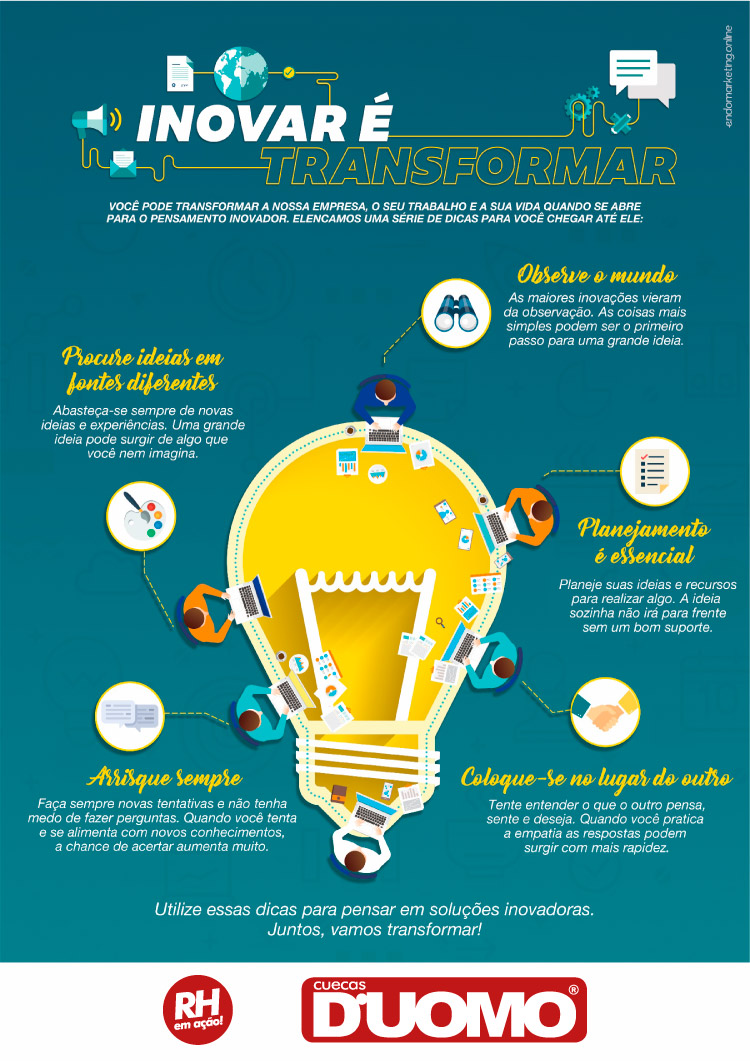 endomarketing.online
INOVAR É
TRANSFORMAR
VOCÊ PODE TRANSFORMAR A NOSSA EMPRESA, O SEU TRABALHO E A SUA VIDA QUANDO SE ABRE
PARA O PENSAMENTO INOVADOR. ELENCAMOS UMA SÉRIE DE DICAS PARA VOCÊ CHEGAR ATÉ ELE:
Observe o mundo
As maiores inovações vieram
da observação. As coisas mais
simples podem ser o primeiro
passo para uma grande ideia.
Procure ideias em
fontes diferentes
Abasteça-se sempre de novas
ideias e experiências. Uma grande
ideia pode surgir de algo que
você nem imagina.
Planejamento
é essencial
Planeje suas ideias e recursos
para realizar algo. A ideia
sozinha não irá para frente
sem um bom suporte.
Arrisque sempre
Faça sempre novas tentativas e não tenha
medo de fazer perguntas. Quando você tenta
e se alimenta com novos conhecimentos,
a chance de acertar aumenta muito.
Coloque-se no lugar do outro
Tente entender o que o outro pensa,
sente e deseja. Quando você pratica
a empatia as respostas podem
surgir com mais rapidez.
Utilize essas dicas para pensar em soluções inovadoras.
Juntos, vamos transformar!
RH
em ação!
CUECAS
D'UOMO®